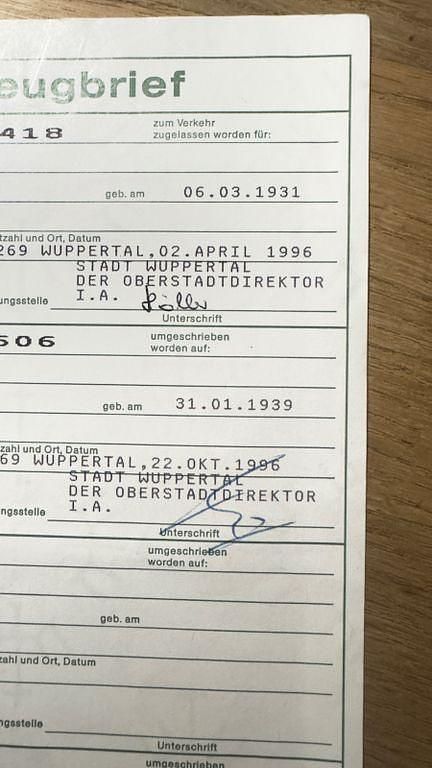 eugbrief
418
zum Verkehr
zugelassen worden für:
geb. am 06.03.1931
tzahl und Ort, Datum
269 WUPPERTAL,02.APRIL 1996
STADT WUPPERTAL
DER OBERSTADTDIREKTOR
ungsstelle I.A.
Unterschrift
506
umgeschrieben
worden auf:
geb. am 31.01.1939
zahl und Ort, Datum
69 WUPPERTAL,22.OKT.1996
STADT WUPPERTAL
DER OBERSTADTDIREKTOR
ngsstelle I.A.
Unterschrift
umgeschrieben
worden auf:
geb. am
zahl und Ort, Datum
ngsstelle
Unterschrift
umgeschrieben